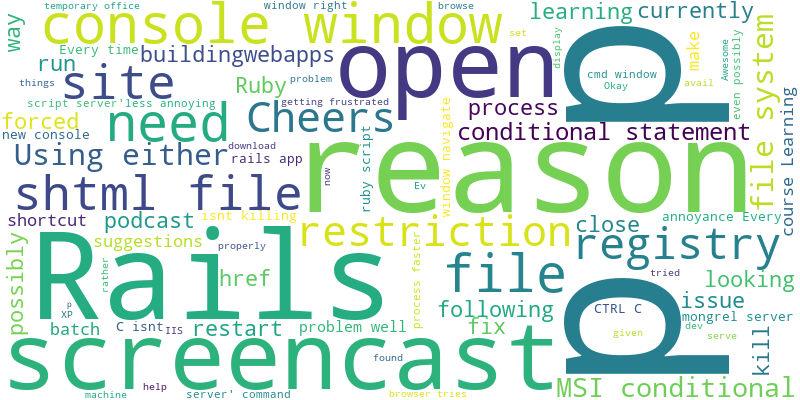 temporary office
window right
browse
learning
currently
console window
open
p p
way
Every time
buildingwebapps
set
display
make
Awesome
even possibly
file system
run
site
Ruby
problem
cmd window
Okay
avail
things
script server'less annoying
getting frustrated
process
forced
need
Cheers
conditional statement
new console
download
reason
Using either
rails app
ruby script
window navigate
course Learning
now
Ev
shtml file
shortcut
podcast
isnt killing
restriction
close
annoyance Every
possibly
Rails
suggestions
properly
process faster
registry
rather
href
file
tried
looking
p
XP
following
CTRL C
issue
batch
C isnt
IIS
restart
problem well
fix
given
dev
mongrel server
serve
kill
screencast
found
machine
help
server' command
browser tries
MSI conditional